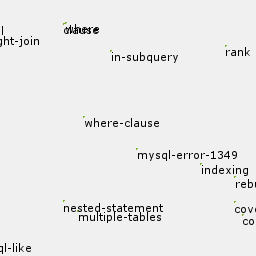 where
clause
ght-join
in-subquery
rank
where-clause
mysql-error-1349
indexing
rebu
nested-statement
multiple-tables
cove
co
ql-like